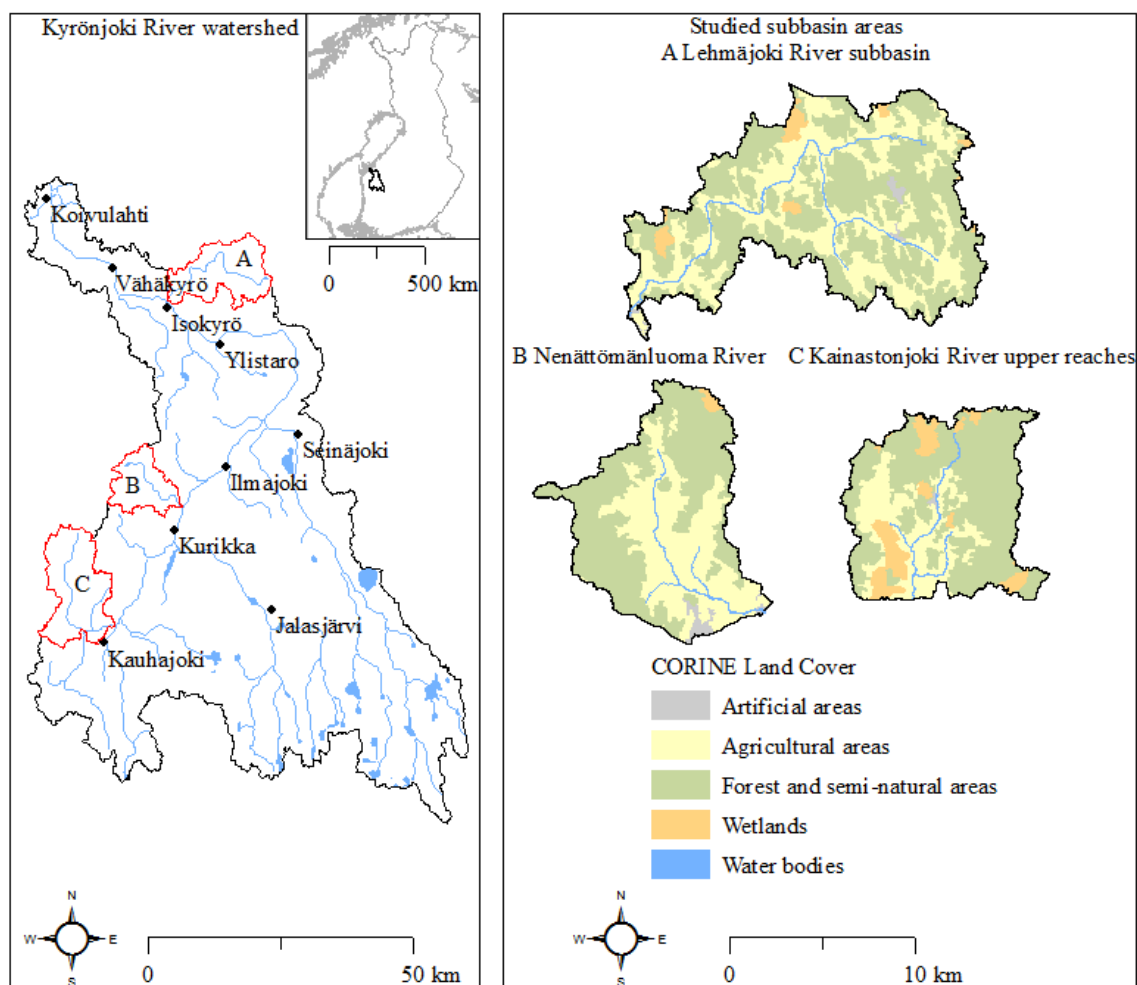 Kyrönjoki River watershed
0
500 km
Koivulahti
A
Vähäkyrö
Isokyrö
Ylistaro
Seinäjoki
B
Ilmajoki
Kurikka
C
Jalasjärvi
Kauhajoki
N
W
E
S
0
50 km
Studied subbasin areas
A Lehmäjoki River subbasin
B Nenättömänluoma River
C Kainastonjoki River upper reaches
CORINE Land Cover
Artificial areas
Agricultural areas
Forest and semi-natural areas
Wetlands
Water bodies
N
W
E
S
0
10 km